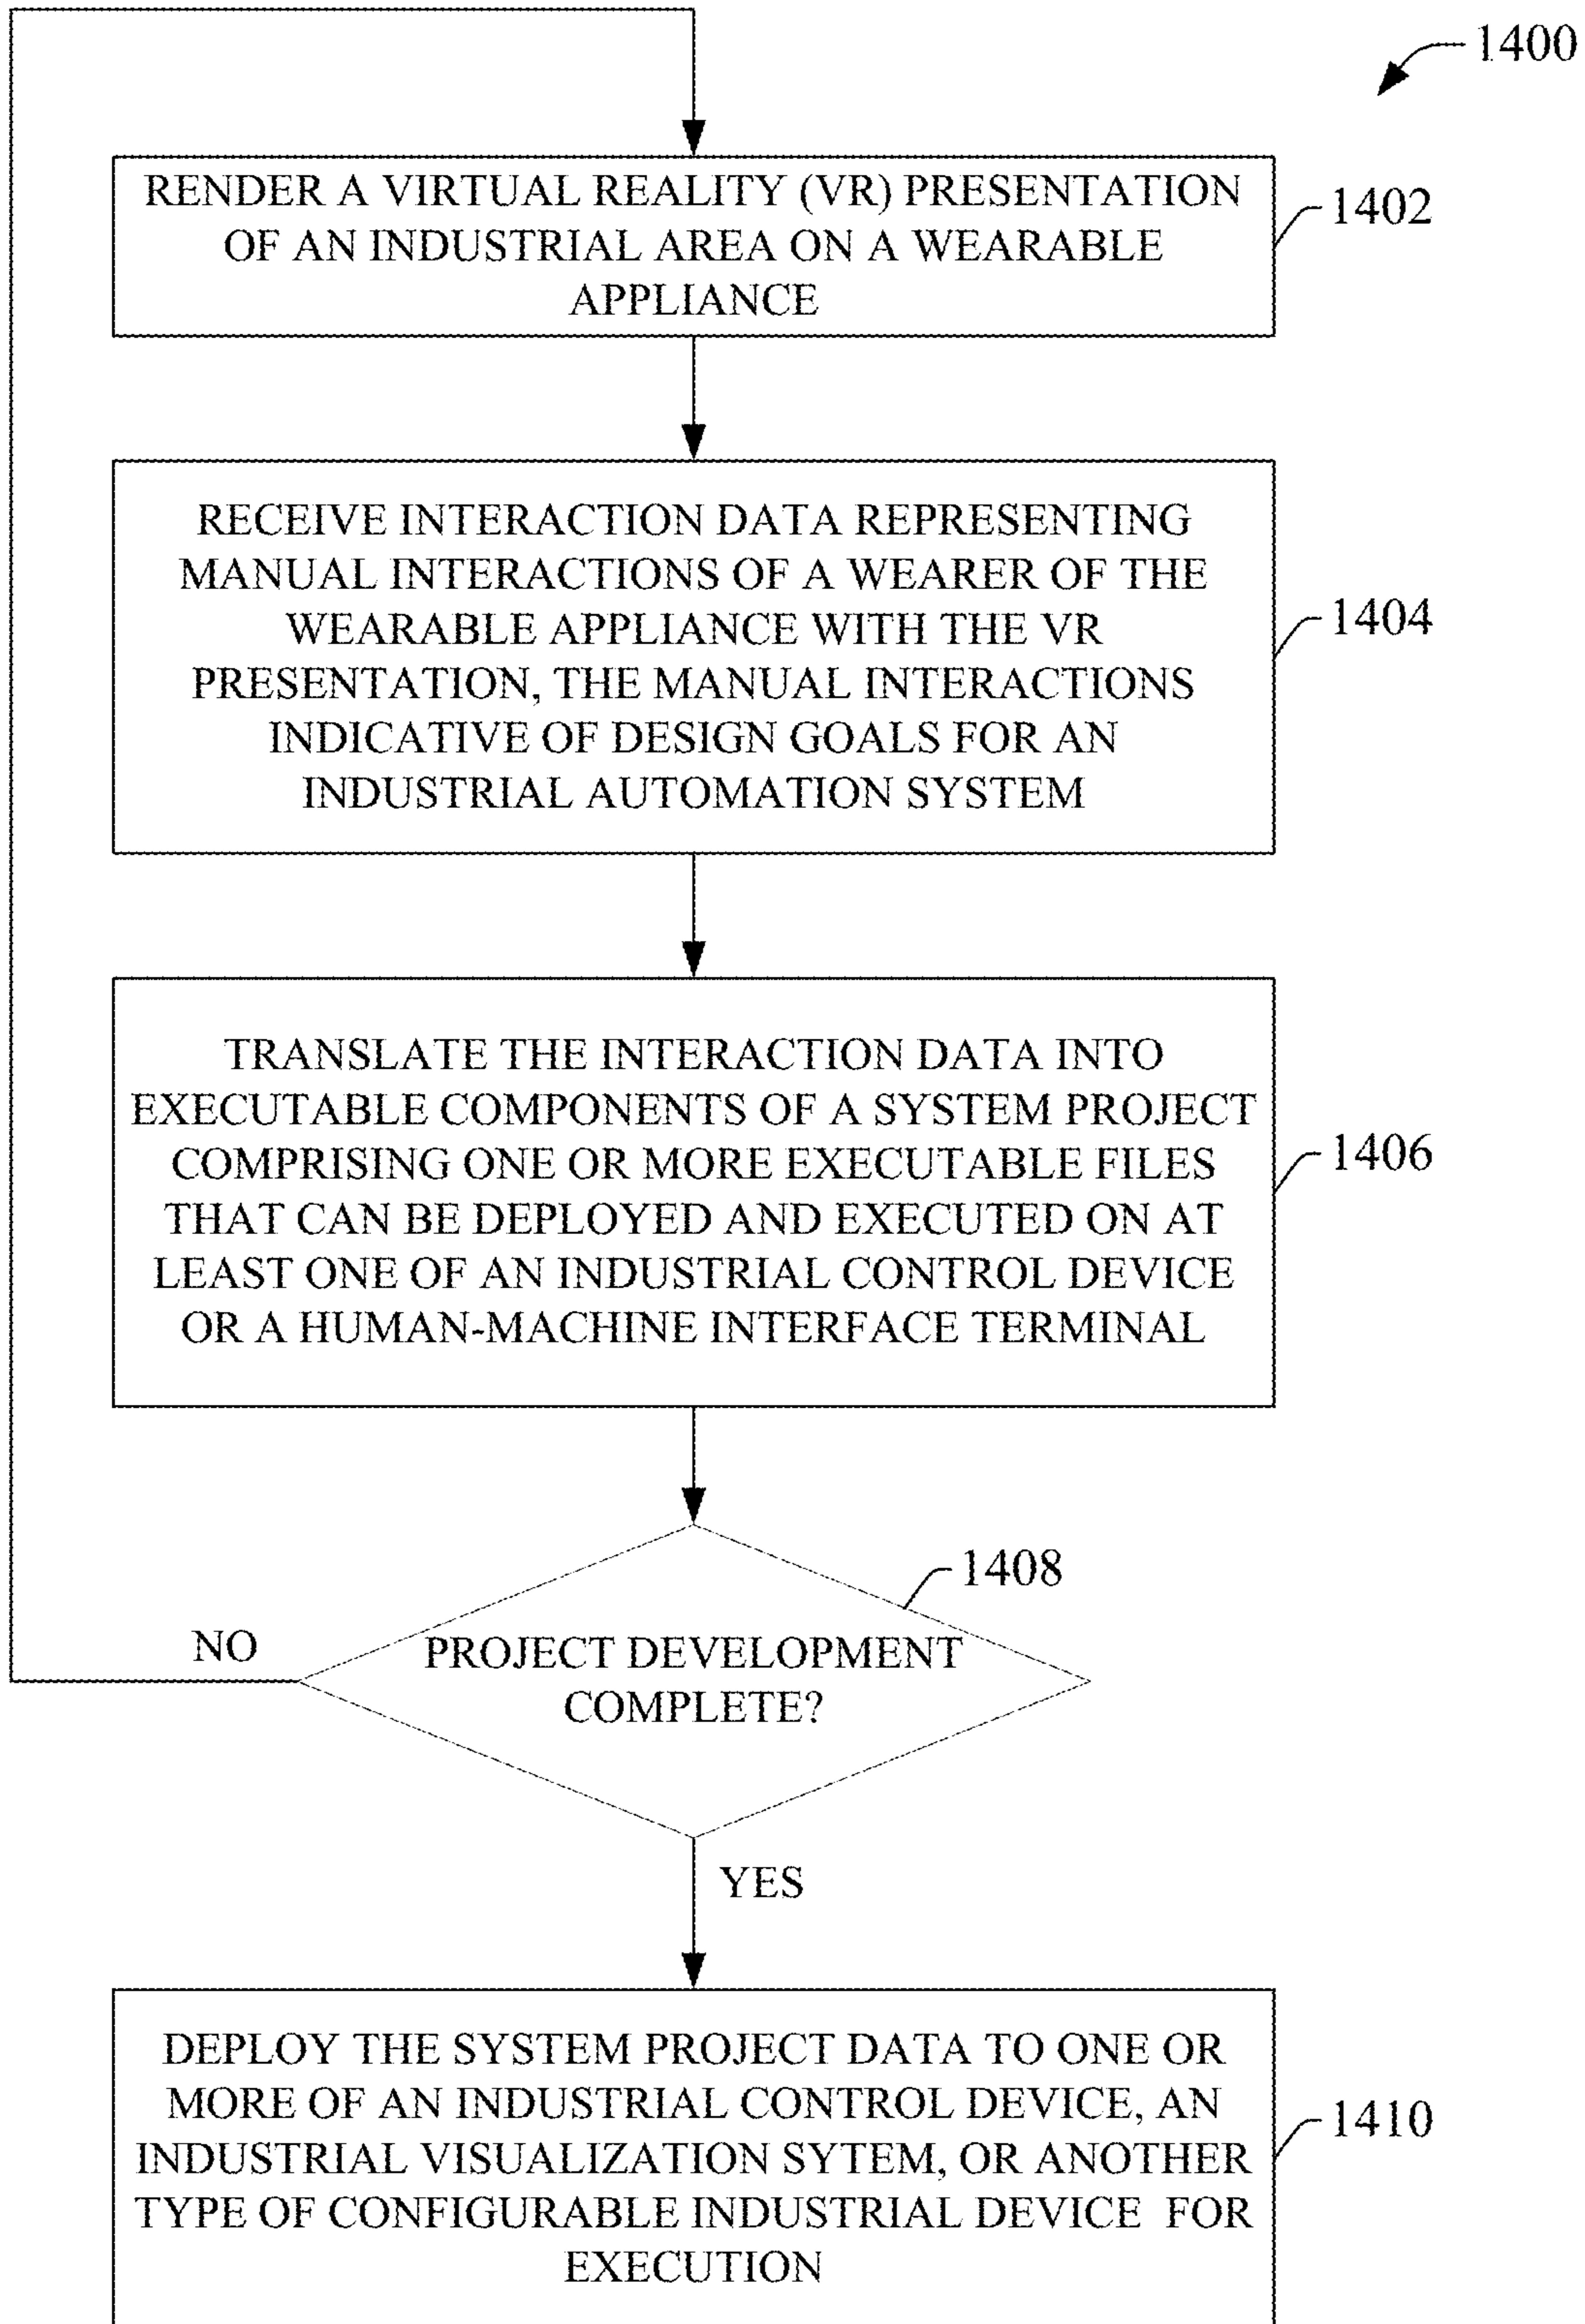 1400
RENDER A VIRTUAL REALITY (VR) PRESENTATION
OF AN INDUSTRIAL AREA ON A WEARABLE
APPLIANCE
1402
RECEIVE INTERACTION DATA REPRESENTING
MANUAL INTERACTIONS OF A WEARER OF THE
WEARABLE APPLIANCE WITH THE VR
PRESENTATION, THE MANUAL INTERACTIONS
INDICATIVE OF DESIGN GOALS FOR AN
INDUSTRIAL AUTOMATION SYSTEM
1404
TRANSLATE THE INTERACTION DATA INTO
EXECUTABLE COMPONENTS OF A SYSTEM PROJECT
COMPRISING ONE OR MORE EXECUTABLE FILES
THAT CAN BE DEPLOYED AND EXECUTED ON AT
LEAST ONE OF AN INDUSTRIAL CONTROL DEVICE
OR A HUMAN-MACHINE INTERFACE TERMINAL
1406
1408
NO
PROJECT DEVELOPMENT
COMPLETE?
YES
DEPLOY THE SYSTEM PROJECT DATA TO ONE OR
MORE OF AN INDUSTRIAL CONTROL DEVICE, AN
INDUSTRIAL VISUALIZATION SYTEM, OR ANOTHER
TYPE OF CONFIGURABLE INDUSTRIAL DEVICE FOR
EXECUTION
1410